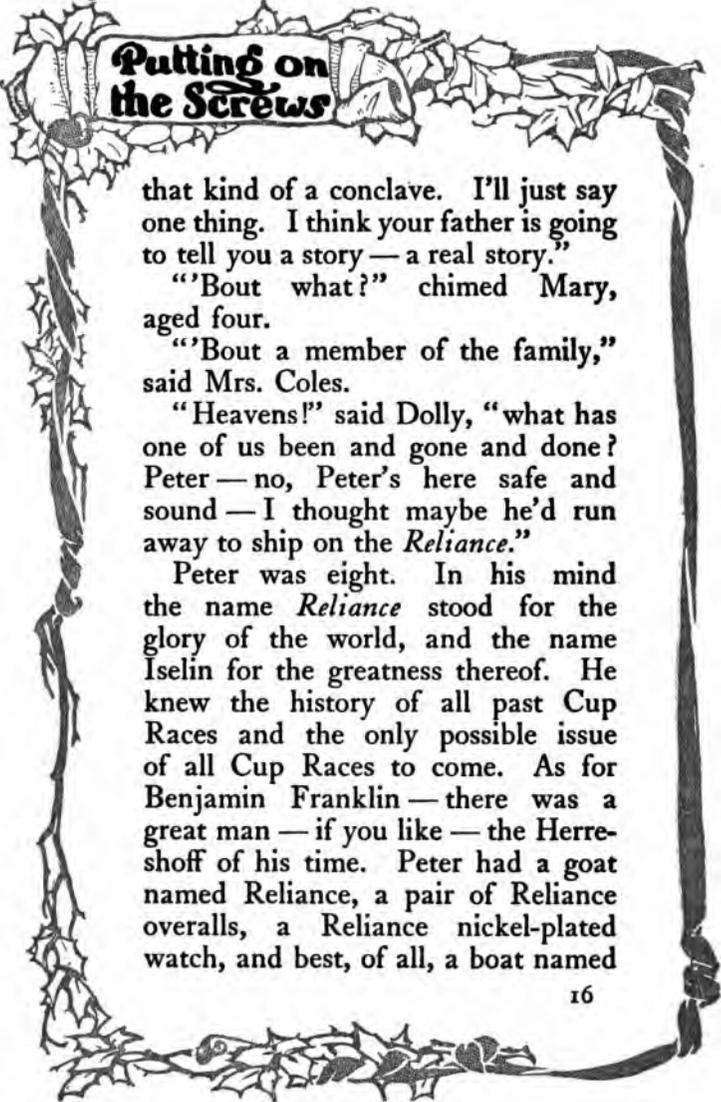 Putting on
the Screws
that kind of a conclave. I'll just say
one thing. I think your father is going
to tell you a story — a real story."
"'Bout what?" chimed Mary,
aged four.
"'Bout a member of the family,"
said Mrs. Coles.
"Heavens!" said Dolly, "what has
one of us been and gone and done?
Peter — no, Peter's here safe and
sound — I thought maybe he'd run
away to ship on the Reliance."
Peter was eight. In his mind
the name Reliance stood for the
glory of the world, and the name
Iselin for the greatness thereof. He
knew the history of all past Cup
Races and the only possible issue
of all Cup Races to come. As for
Benjamin Franklin — there was a
great man — if you like — the Herre-
shoff of his time. Peter had a goat
named Reliance, a pair of Reliance
overalls, a Reliance nickel-plated
watch, and best, of all, a boat named
16